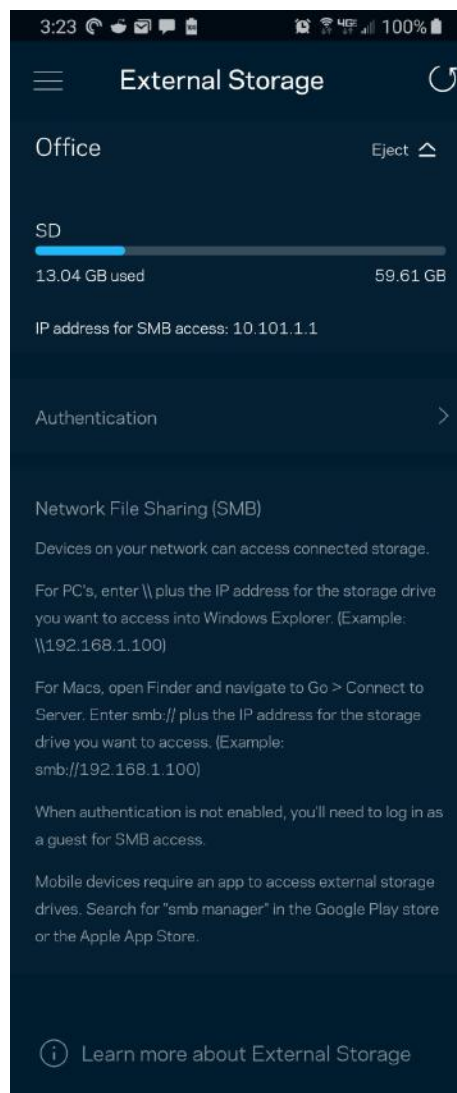 3:23 4GE 100%
External Storage
Office Eject
SD
13.04 GB used 59.61 GB
IP address for SMB access: 10.101.1.1
Authentication
Network File Sharing (SMB)
Devices on your network can access connected storage.
For PC's, enter \\ plus the IP address for the storage drive
you want to access into Windows Explorer. (Example:
\\192.168.1.100)
For Macs, open Finder and navigate to Go > Connect to
Server. Enter smb:// plus the IP address for the storage
drive you want to access. (Example:
smb://192.168.1.100)
When authentication is not enabled, you'll need to log in as
a guest for SMB access.
Mobile devices require an app to access external storage
drives. Search for "smb manager" in the Google Play store
or the Apple App Store.
Learn more about External Storage